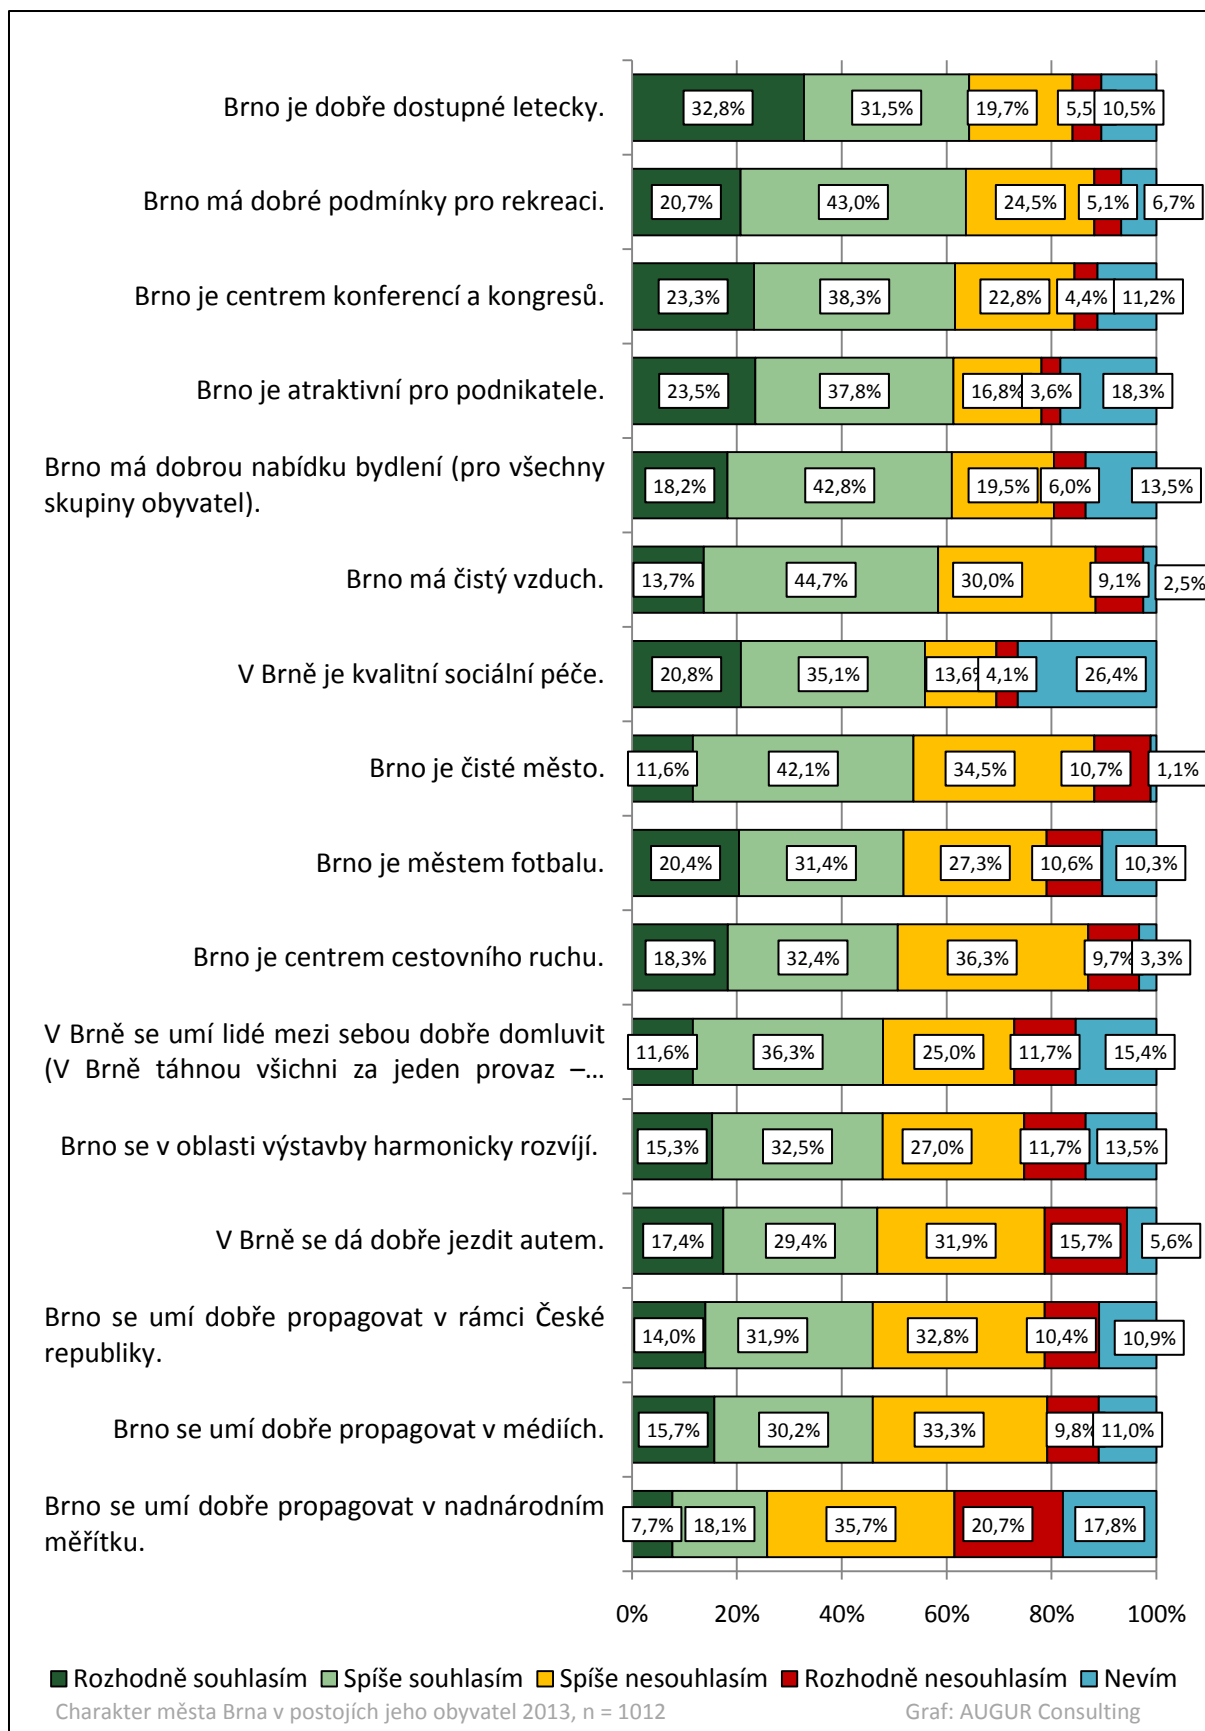 Brno je dobře dostupné letecky.
32,8% 31,5% 19,7% 5,5 10,5%
Brno má dobré podmínky pro rekreaci.
20,7% 43,0% 24,5% 5,1% 6,7%
Brno je centrem konferencí a kongresů.
23,3% 38,3% 22,8% 4,4% 11,2%
Brno je atraktivní pro podnikatele.
23,5% 37,8% 16,8% 3,6% 18,3%
Brno má dobrou nabídku bydlení (pro všechny
skupiny obyvatel).
18,2% 42,8% 19,5% 6,0% 13,5%
Brno má čistý vzduch.
13,7% 44,7% 30,0% 9,1% 2,5%
V Brně je kvalitní sociální péče.
20,8% 35,1% 13,6% 4,1% 26,4%
Brno je čisté město.
11,6% 42,1% 34,5% 10,7% 1,1%
Brno je městem fotbalu.
20,4% 31,4% 27,3% 10,6% 10,3%
Brno je centrem cestovního ruchu.
18,3% 32,4% 36,3% 9,7% 3,3%
V Brně se umí lidé mezi sebou dobře domluvit
(V Brně táhnou všichni za jeden provaz –...
11,6% 36,3% 25,0% 11,7% 15,4%
Brno se v oblasti výstavby harmonicky rozvíjí.
15,3% 32,5% 27,0% 11,7% 13,5%
V Brně se dá dobře jezdit autem.
17,4% 29,4% 31,9% 15,7% 5,6%
Brno se umí dobře propagovat v rámci České
republiky.
14,0% 31,9% 32,8% 10,4% 10,9%
Brno se umí dobře propagovat v médiích.
15,7% 30,2% 33,3% 9,8% 11,0%
Brno se umí dobře propagovat v nadnárodním
měřítku.
7,7% 18,1% 35,7% 20,7% 17,8%
0% 20% 40% 60% 80% 100%
Rozhodně souhlasím Spíše souhlasím Spíše nesouhlasím Rozhodně nesouhlasím Nevím
Charakter města Brna v postojích jeho obyvatel 2013, n = 1012 Graf: AUGUR Consulting